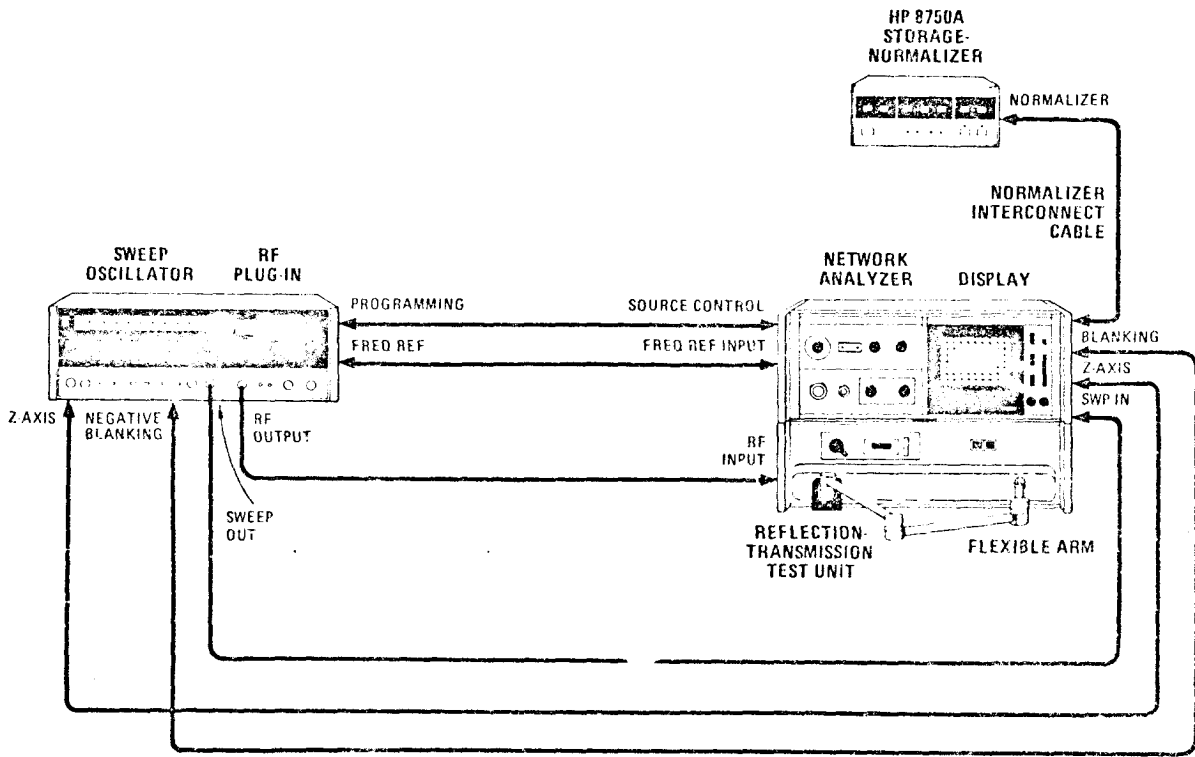 HP 8750A
STORAGE-
NORMALIZER
NORMALIZER
NORMALIZER
INTERCONNECT
CABLE
SWEEP
OSCILLATOR
RF
PLUG-IN
NETWORK
ANALYZER
DISPLAY
PROGRAMMING
SOURCE CONTROL
FREQ REF
FREQ REF INPUT
BLANKING
Z-AXIS
SWP IN
Z-AXIS
NEGATIVE
BLANKING
RF
OUTPUT
RF
INPUT
SWEEP
OUT
REFLECTION-
TRANSMISSION
TEST UNIT
FLEXIBLE ARM